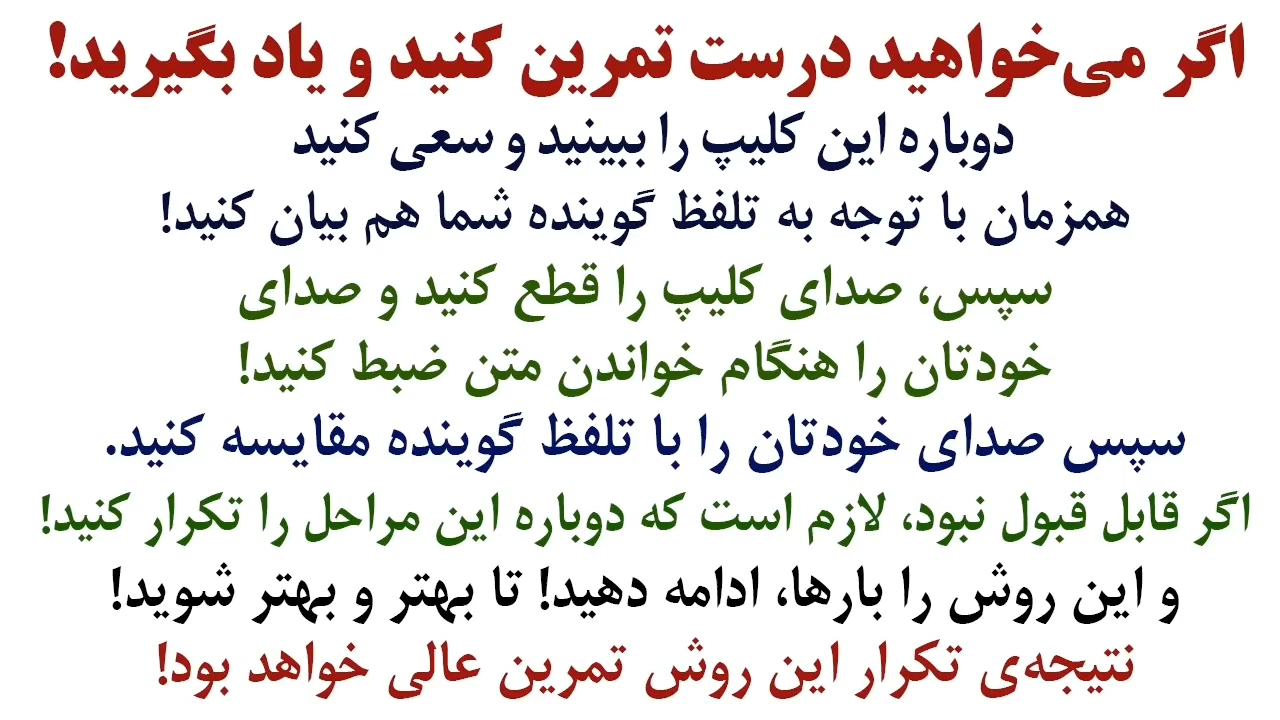 اگر می‌خواهید درست تمرین کنید و یاد بگیرید!
دوباره این کلیپ را ببینید و سعی کنید
همزمان با توجه به تلفظ گوینده شما هم بیان کنید!
سپس، صدای کلیپ را قطع کنید و صدای
خودتان را هنگام خواندن متن ضبط کنید!
سپس صدای خودتان را با تلفظ گوینده مقایسه کنید.
اگر قابل قبول نبود، لازم است که دوباره این مراحل را تکرار کنید!
و این روش را بارها، ادامه دهید! تا بهتر و بهتر شوید!
نتیجه‌ی تکرار این روش تمرین عالی خواهد بود!